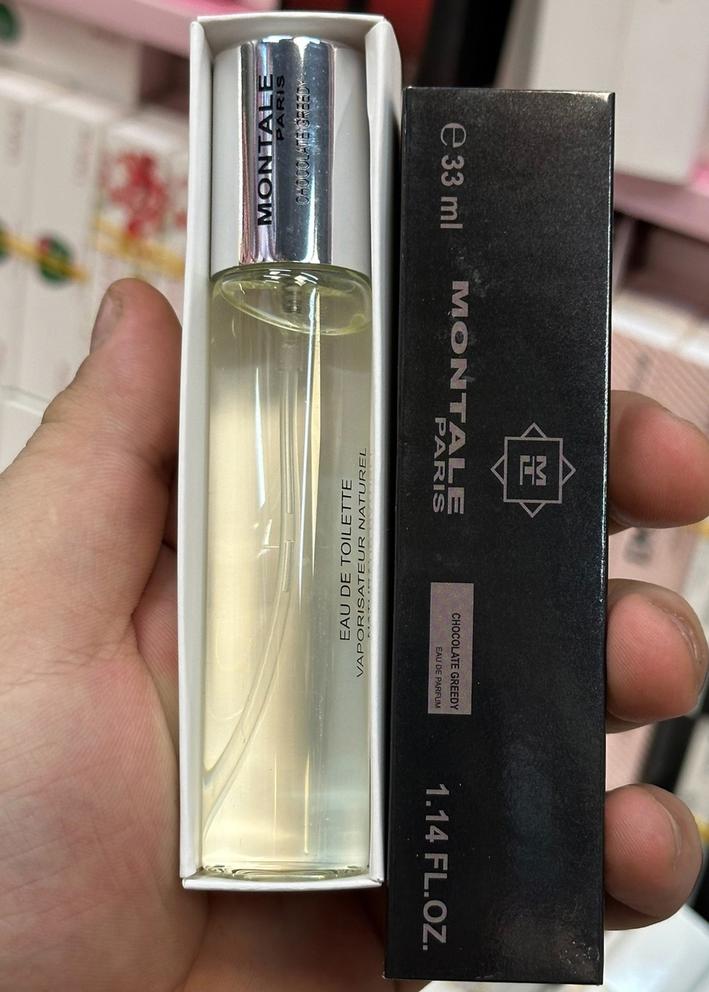 MONTALE
PARIS
CHOCOLATE GREEDY
EAU DE TOILETTE
VAPORISATEUR NATUREL
e 33 ml
MONTALE
PARIS
CHOCOLATE GREEDY
EAU DE PARFUM
1.14 FL.OZ.